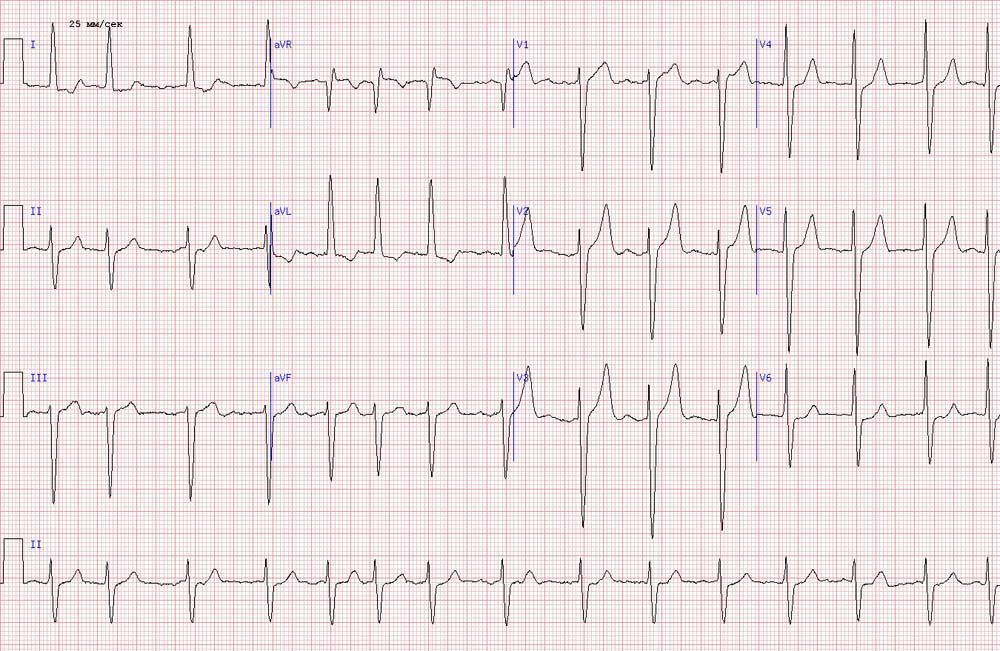 25 мм/сек
I aVR V1 V4
II aVL V2 V5
III aVF V3 V6
II